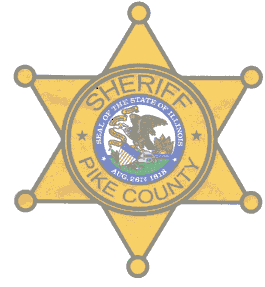 SHERIFF
SEAL OF THE STATE OF ILLINOIS
AUG. 26TH 1818
PIKE COUNTY